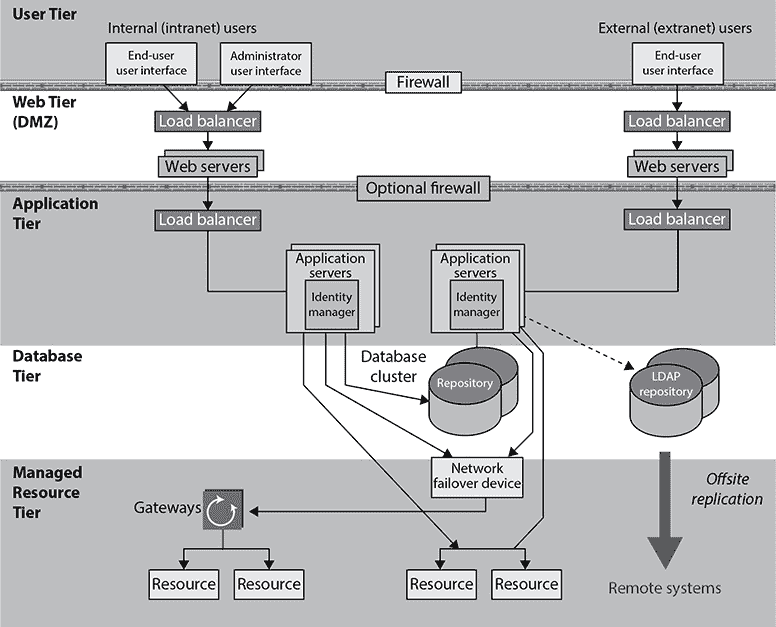 User Tier
Internal (intranet) users
External (extranet) users
End-user
user interface
Administrator
user interface
End-user
user interface
Firewall
Web Tier
(DMZ)
Load balancer
Load balancer
Web servers
Web servers
Optional firewall
Application
Tier
Load balancer
Load balancer
Application
servers
Identity
manager
Application
servers
Identity
manager
Database
Tier
Database
cluster
Repository
LDAP
repository
Managed
Resource
Tier
Network
failover device
Offsite
replication
Gateways
Resource
Resource
Resource
Resource
Remote systems